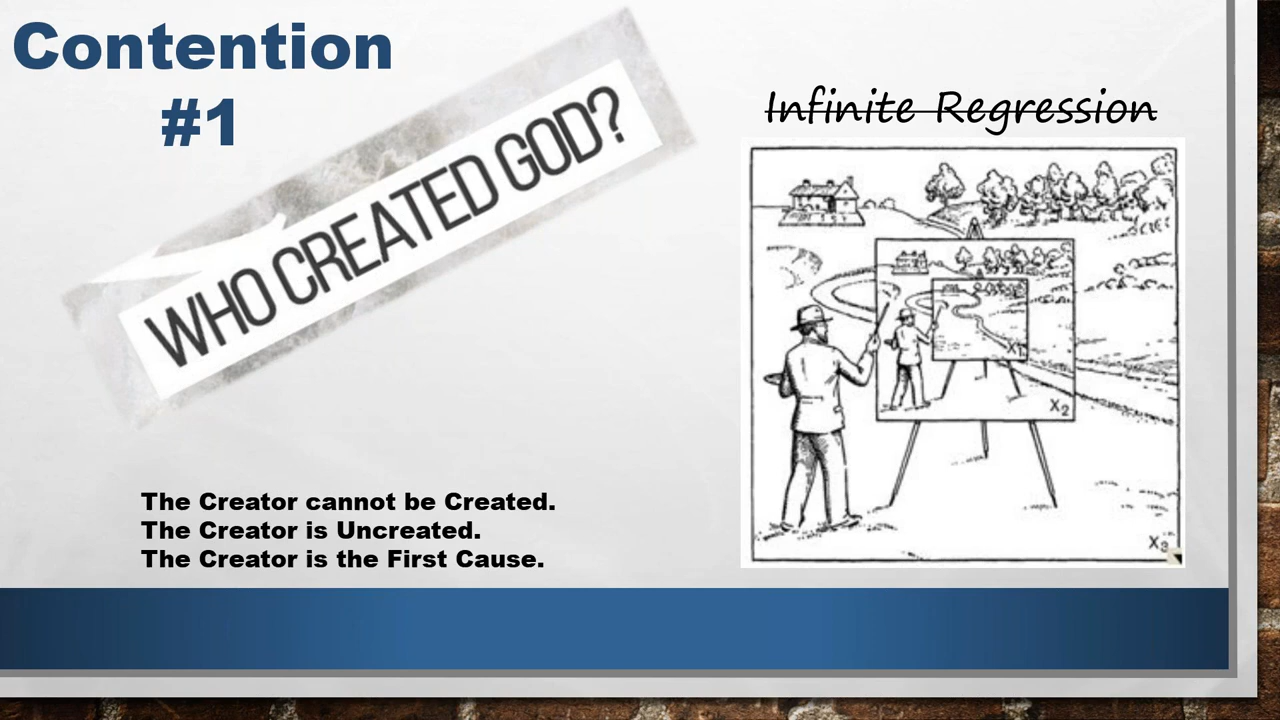 Contention
#1
WHO CREATED GOD?
Infinite Regression
The Creator cannot be Created.
The Creator is Uncreated.
The Creator is the First Cause.
X₂
X₃